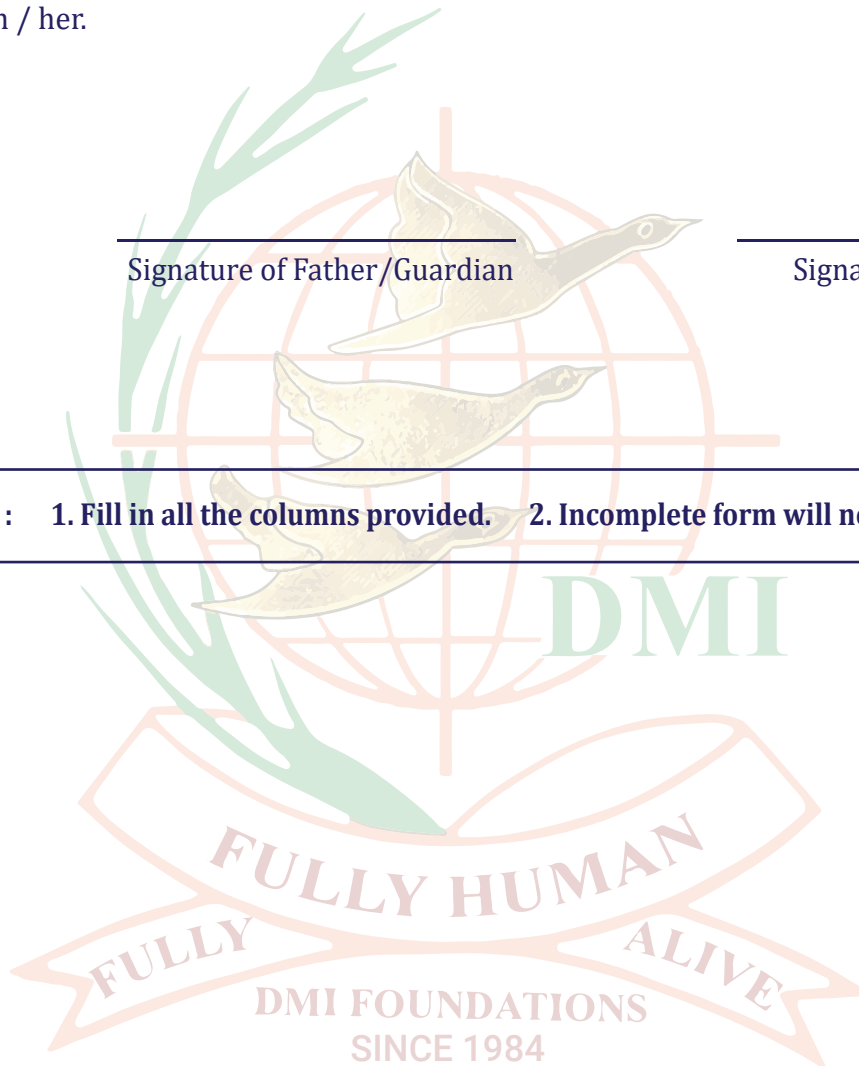 / her.
Signature of Father/Guardian Signa
: 1. Fill in all the columns provided. 2. Incomplete form will
DMI
FULLY HUMAN
FULLY ALIVE
DMI FOUNDATIONS
SINCE 1984